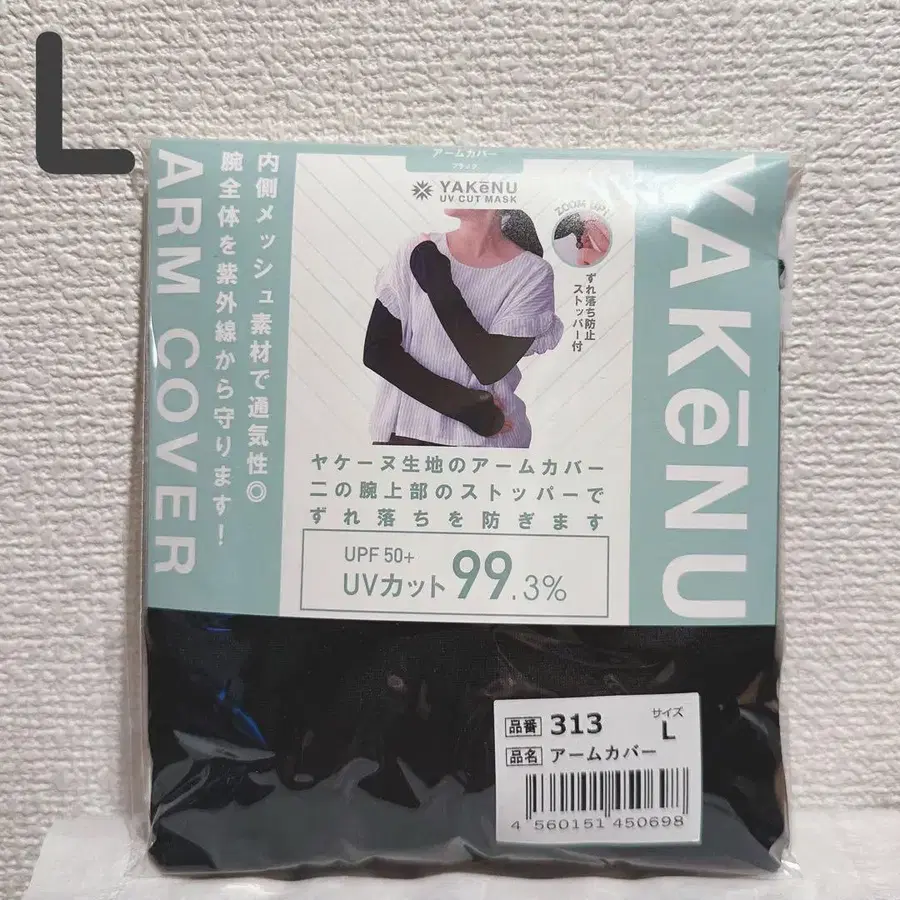 L
アームカバー
ブラック
YAKēNU
UV CUT MASK
ZOOM UP!
ずれ落ち防止
ストッパー付
内側メッシュ素材で通気性◎
腕全体を紫外線から守ります！
ARM COVER
YAKēNU
ヤケーヌ生地のアームカバー
二の腕上部のストッパーで
ずれ落ちを防ぎます
UPF 50+
UVカット99.3%
品番 313
サイズ
L
品名 アームカバー
4 560151 450698